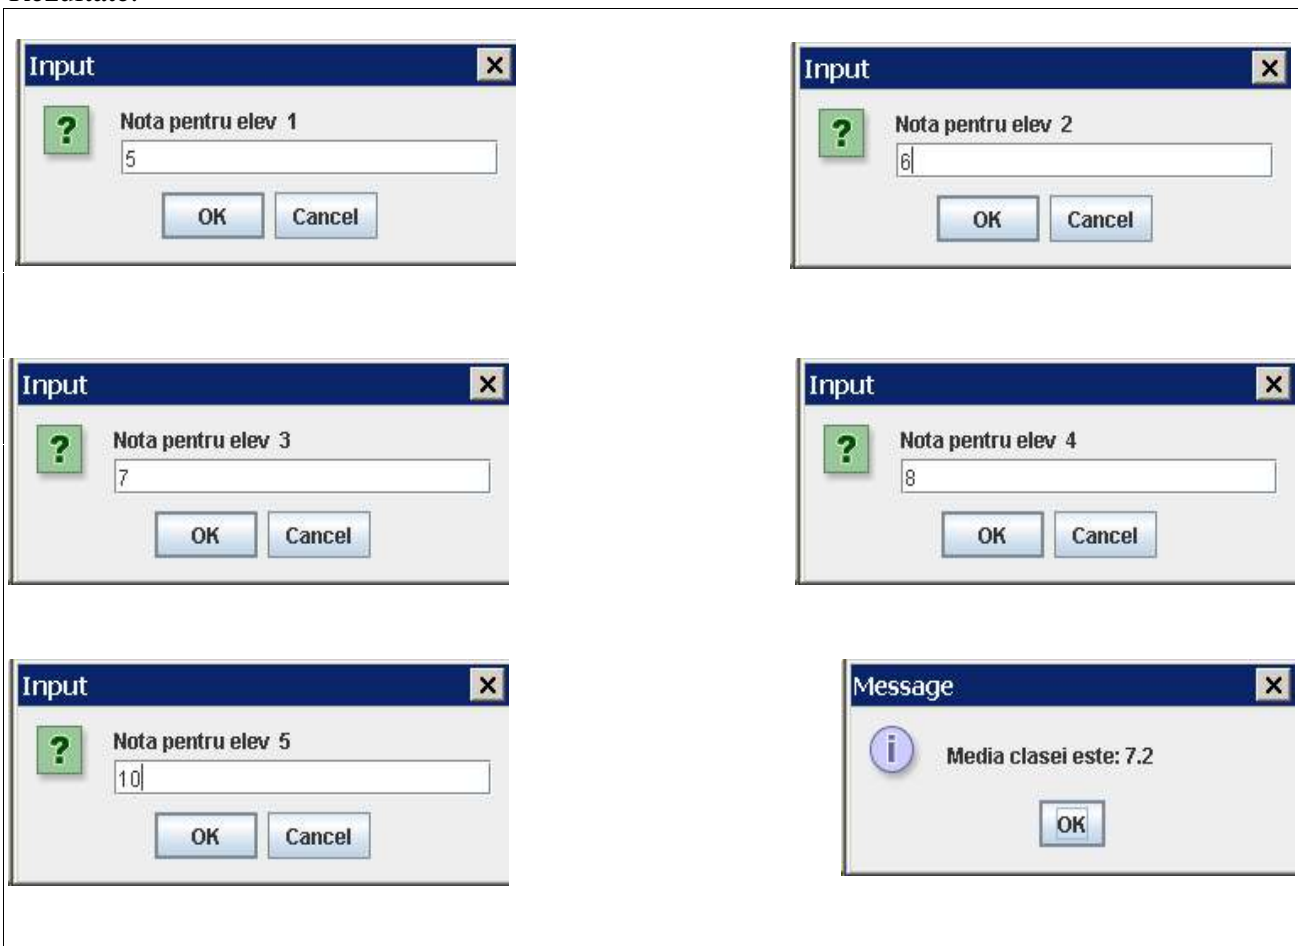 Rezultate:
Input
Nota pentru elev 1
5
OK Cancel
Input
Nota pentru elev 2
6
OK Cancel
Input
Nota pentru elev 3
7
OK Cancel
Input
Nota pentru elev 4
8
OK Cancel
Input
Nota pentru elev 5
10
OK Cancel
Message
Media clasei este: 7.2
OK